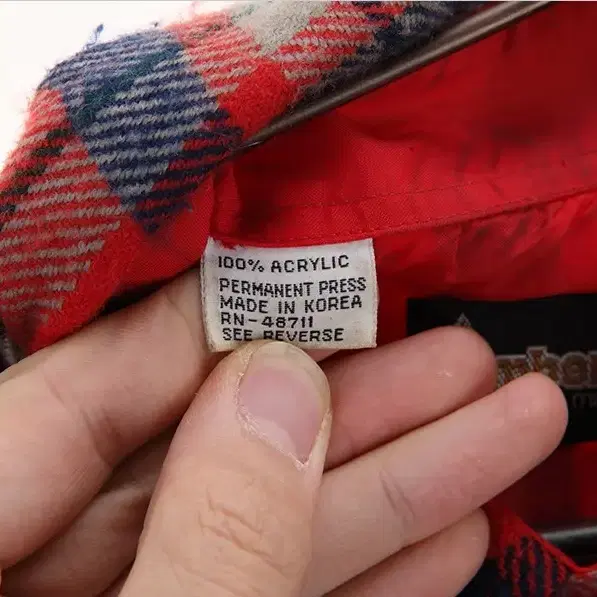 100% ACRYLIC
PERMANENT PRESS
MADE IN KOREA
RN-48711
SEE REVERSE